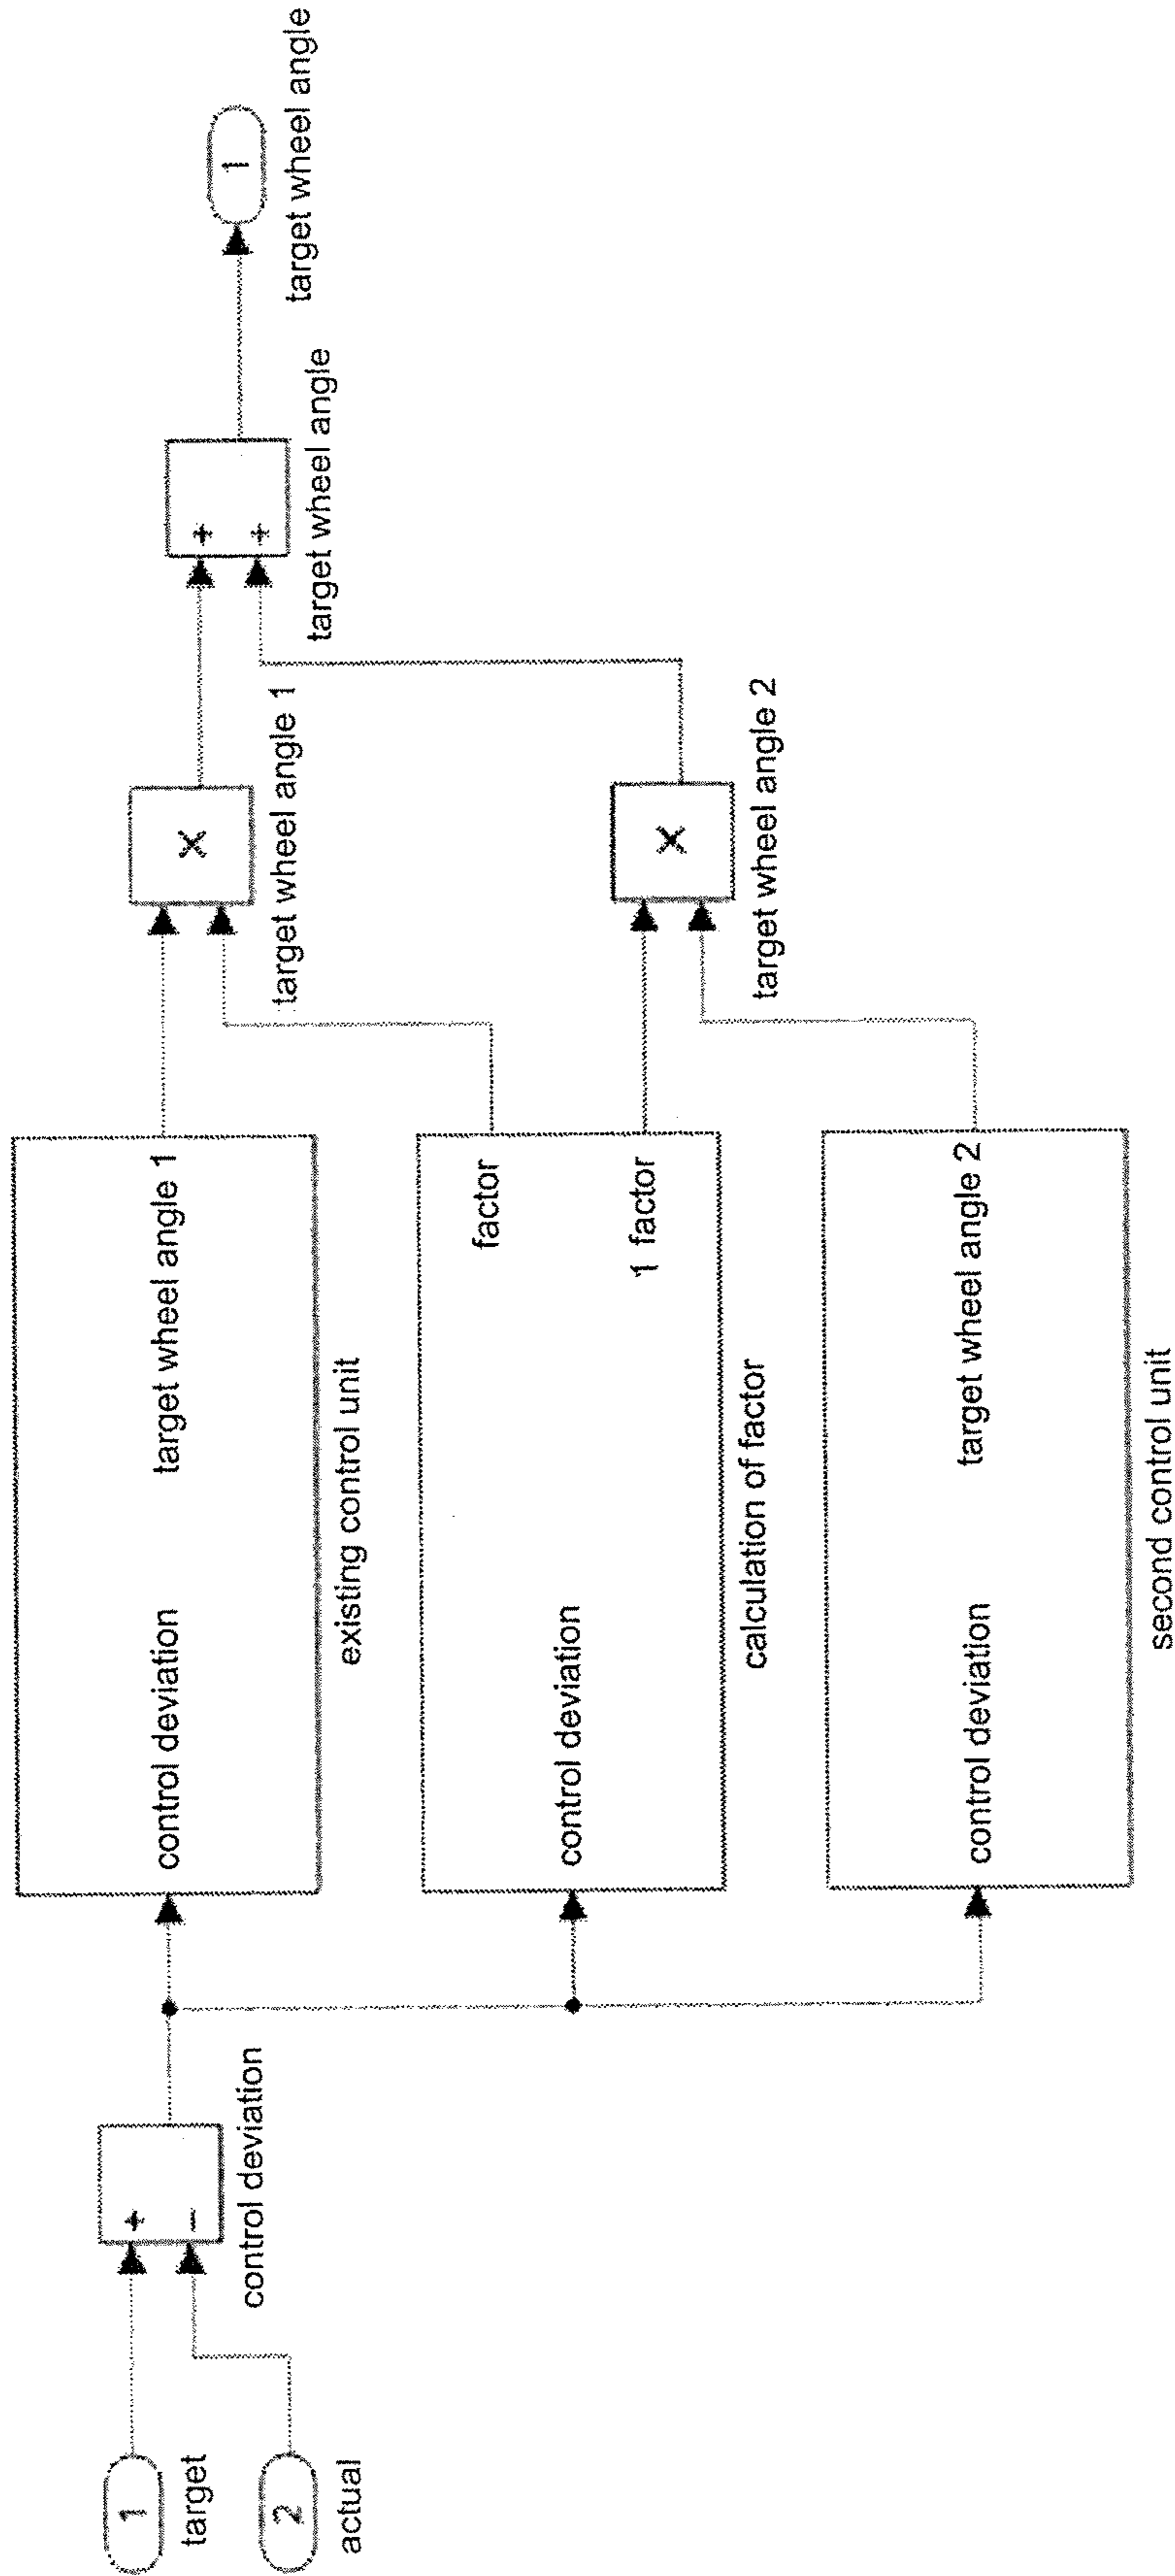 1
target
2
actual
+
−
control deviation
control deviation
target wheel angle 1
existing control unit
control deviation
factor
1 factor
calculation of factor
control deviation
target wheel angle 2
second control unit
×
target wheel angle 1
×
target wheel angle 2
+
+
target wheel angle
1
target wheel angle